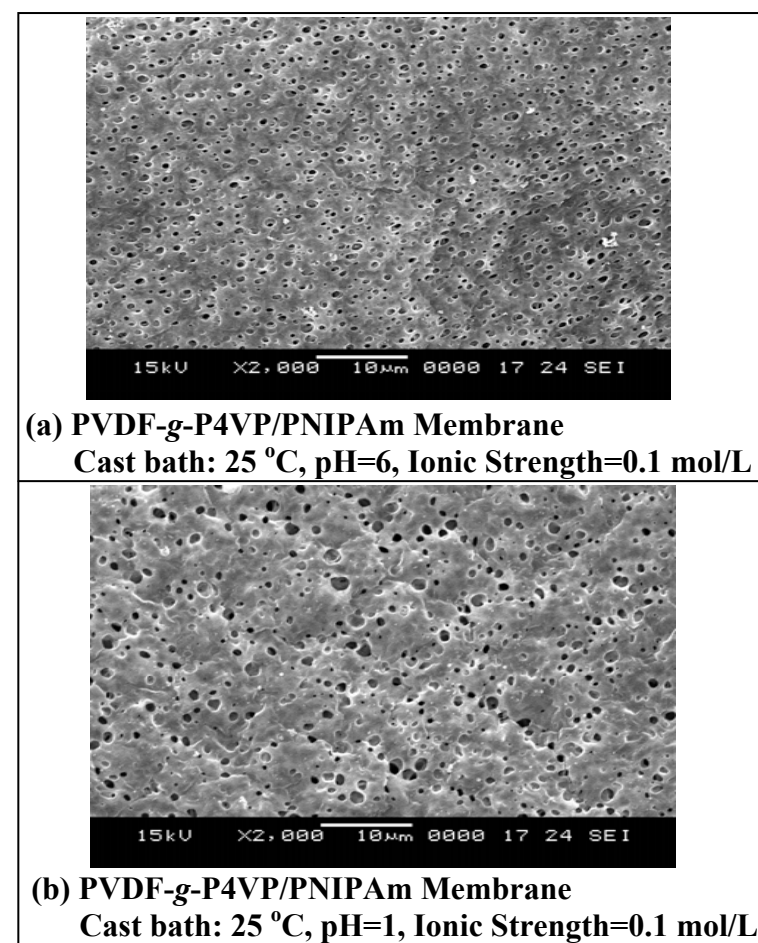 15kU X2,000 10μm 0000 17 24 SEI
(a) PVDF-g-P4VP/PNIPAm Membrane
Cast bath: 25 °C, pH=6, Ionic Strength=0.1 mol/L
15kU X2,000 10μm 0000 17 24 SEI
(b) PVDF-g-P4VP/PNIPAm Membrane
Cast bath: 25 °C, pH=1, Ionic Strength=0.1 mol/L